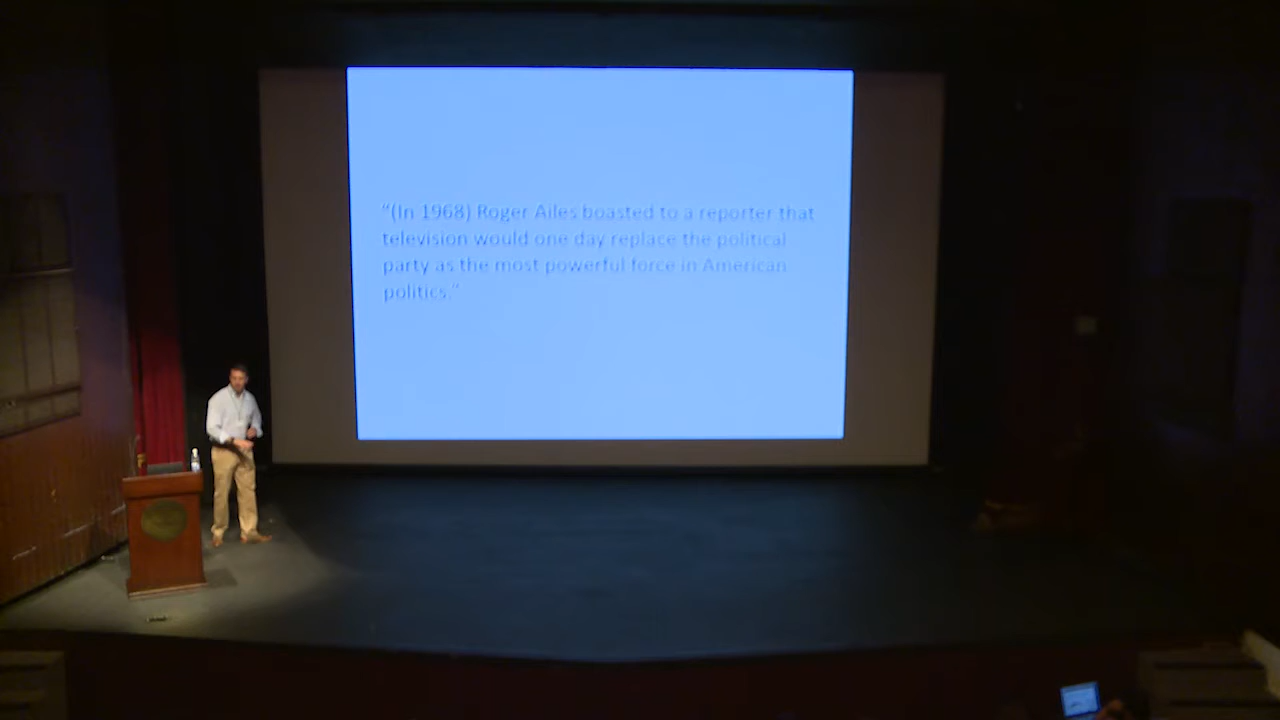 “(In 1968) Roger Ailes boasted to a reporter that
television would one day replace the political
party as the most powerful force in American
politics.”